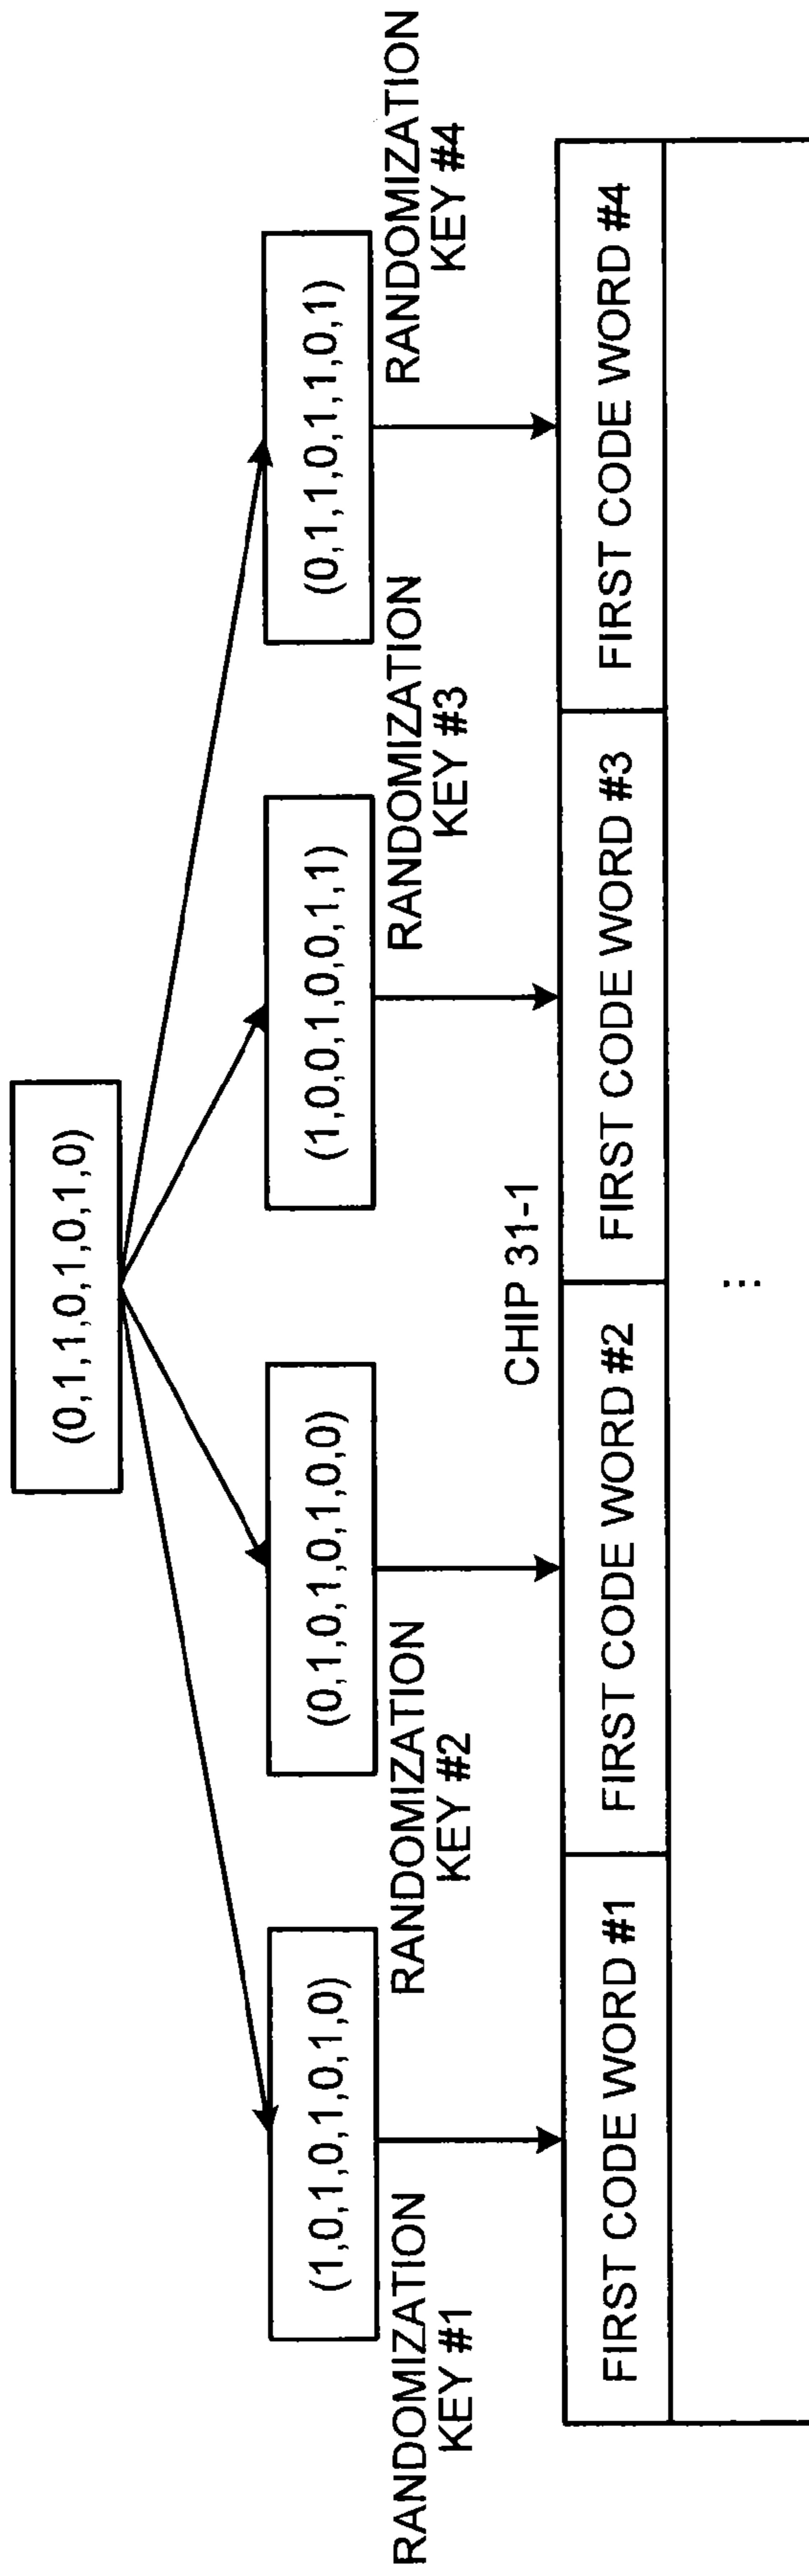 (0,1,1,0,1,0,1,0)
(1,0,1,0,1,0,1,0)
(0,1,0,1,0,1,0,0)
(1,0,0,1,0,0,1,1)
(0,1,1,0,1,1,0,1)
RANDOMIZATION
KEY #1
RANDOMIZATION
KEY #2
RANDOMIZATION
KEY #3
RANDOMIZATION
KEY #4
CHIP 31-1
FIRST CODE WORD #1
FIRST CODE WORD #2
FIRST CODE WORD #3
FIRST CODE WORD #4
...